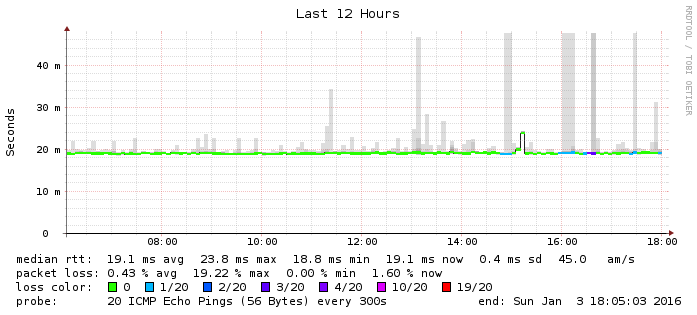 Last 12 Hours
RRDTOOL / TOBI OETIKER
Seconds
40 m
30 m
20 m
10 m
0
08:00 10:00 12:00 14:00 16:00 18:00
median rtt: 19.1 ms avg 23.8 ms max 18.8 ms min 19.1 ms now 0.4 ms sd 45.0 am/s
packet loss: 0.43 % avg 19.22 % max 0.00 % min 1.60 % now
loss color: 0 1/20 2/20 3/20 4/20 10/20 19/20
probe: 20 ICMP Echo Pings (56 Bytes) every 300s end: Sun Jan 3 18:05:03 2016